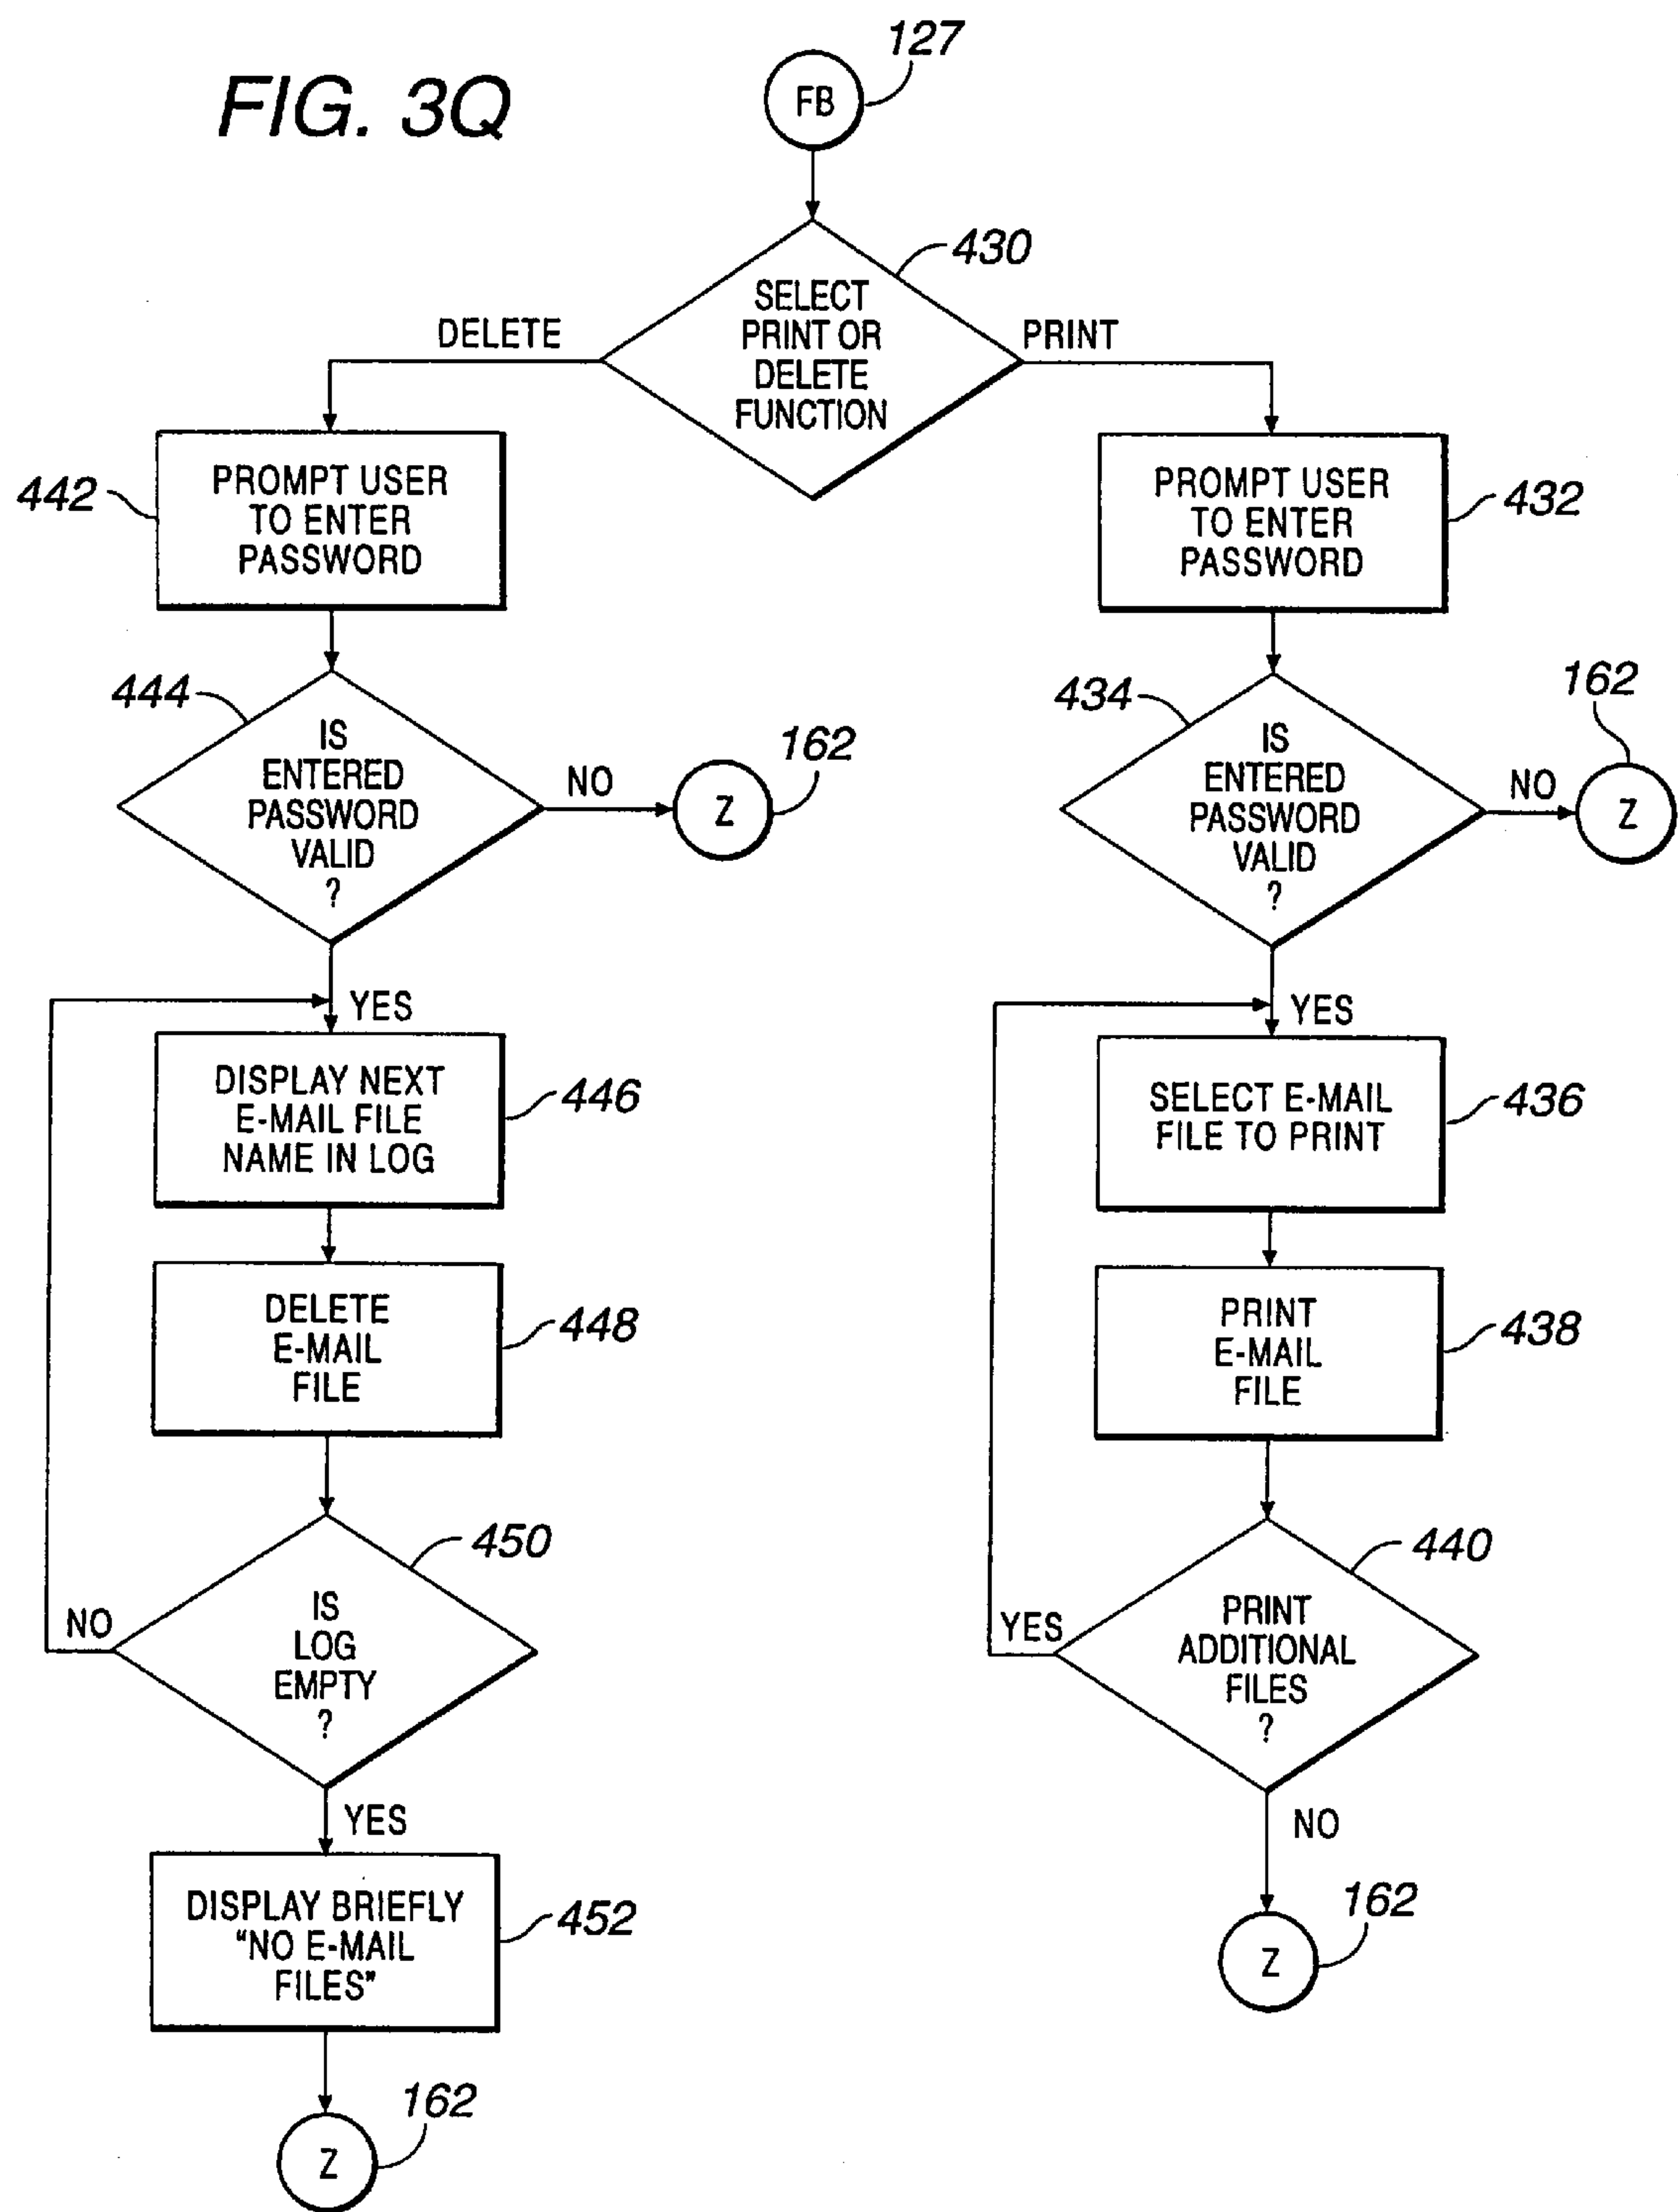 FIG. 3Q
127
FB
430
SELECT
PRINT OR
DELETE
FUNCTION
DELETE
PRINT
442
PROMPT USER
TO ENTER
PASSWORD
PROMPT USER
TO ENTER
PASSWORD
432
444
IS
ENTERED
PASSWORD
VALID
?
NO
162
Z
434
IS
ENTERED
PASSWORD
VALID
?
NO
162
Z
YES
DISPLAY NEXT
E-MAIL FILE
NAME IN LOG
446
YES
SELECT E-MAIL
FILE TO PRINT
436
DELETE
E-MAIL
FILE
448
PRINT
E-MAIL
FILE
438
450
IS
LOG
EMPTY
?
NO
440
PRINT
ADDITIONAL
FILES
?
YES
YES
NO
DISPLAY BRIEFLY
“NO E-MAIL
FILES”
452
162
Z
162
Z